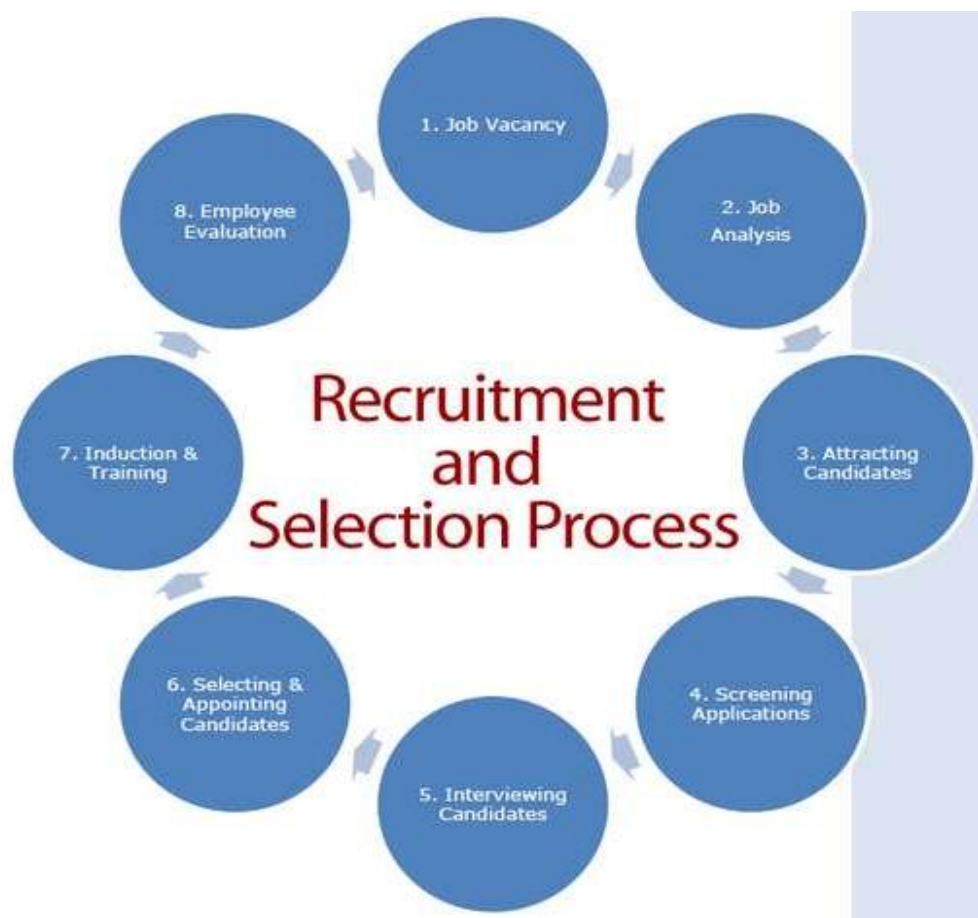 1. Job Vacancy
2. Job
Analysis
3. Attracting
Candidates
4. Screening
Applications
5. Interviewing
Candidates
6. Selecting &
Appointing
Candidates
7. Induction &
Training
8. Employee
Evaluation
Recruitment
and
Selection Process